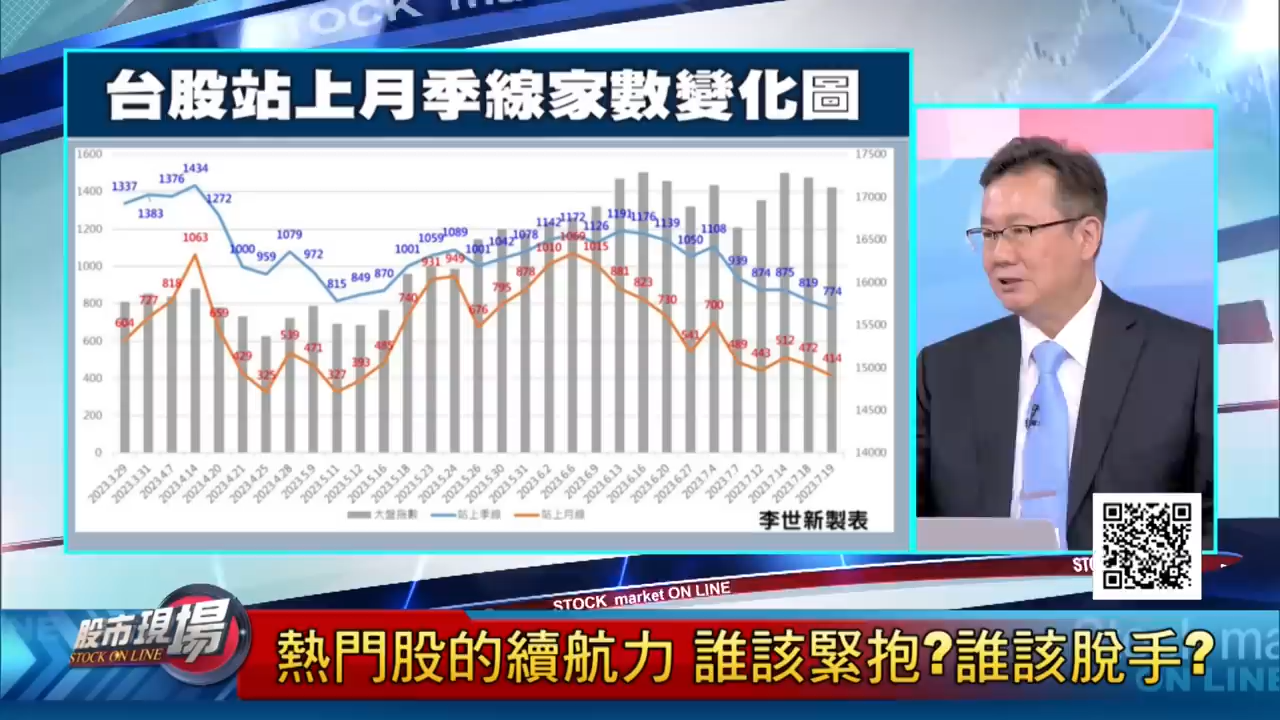 STOCK
台股站上月季線家數變化圖
1600 17500
1400 17000
1200 16500
1000 16000
800 15500
600 15000
400 14500
200 14000
0
1337 1383 1376 1434 1272 1000 959 1079 972 815 849 870 1001 1059 1089 1001 1042 1078 1142 1172 1126 1191 1176 1139 1050 1108 939 874 875 819 774
604 727 818 1063 659 429 325 539 471 327 393 485 740 931 949 676 795 878 1010 1069 1015 881 823 730 541 700 489 443 512 472 414
2023.3.29 2023.3.31 2023.4.7 2023.4.14 2023.4.20 2023.4.21 2023.4.25 2023.4.28 2023.5.9 2023.5.11 2023.5.12 2023.5.16 2023.5.18 2023.5.23 2023.5.24 2023.5.26 2023.5.30 2023.5.31 2023.6.2 2023.6.6 2023.6.9 2023.6.13 2023.6.16 2023.6.20 2023.6.27 2023.7.4 2023.7.7 2023.7.12 2023.7.14 2023.7.18 2023.7.19
大盤指數 站上季線 站上月線
李世新製表
STOCK market ON LINE
股市現場
STOCK ON LINE
熱門股的續航力 誰該緊抱?誰該脫手?
ON LINE